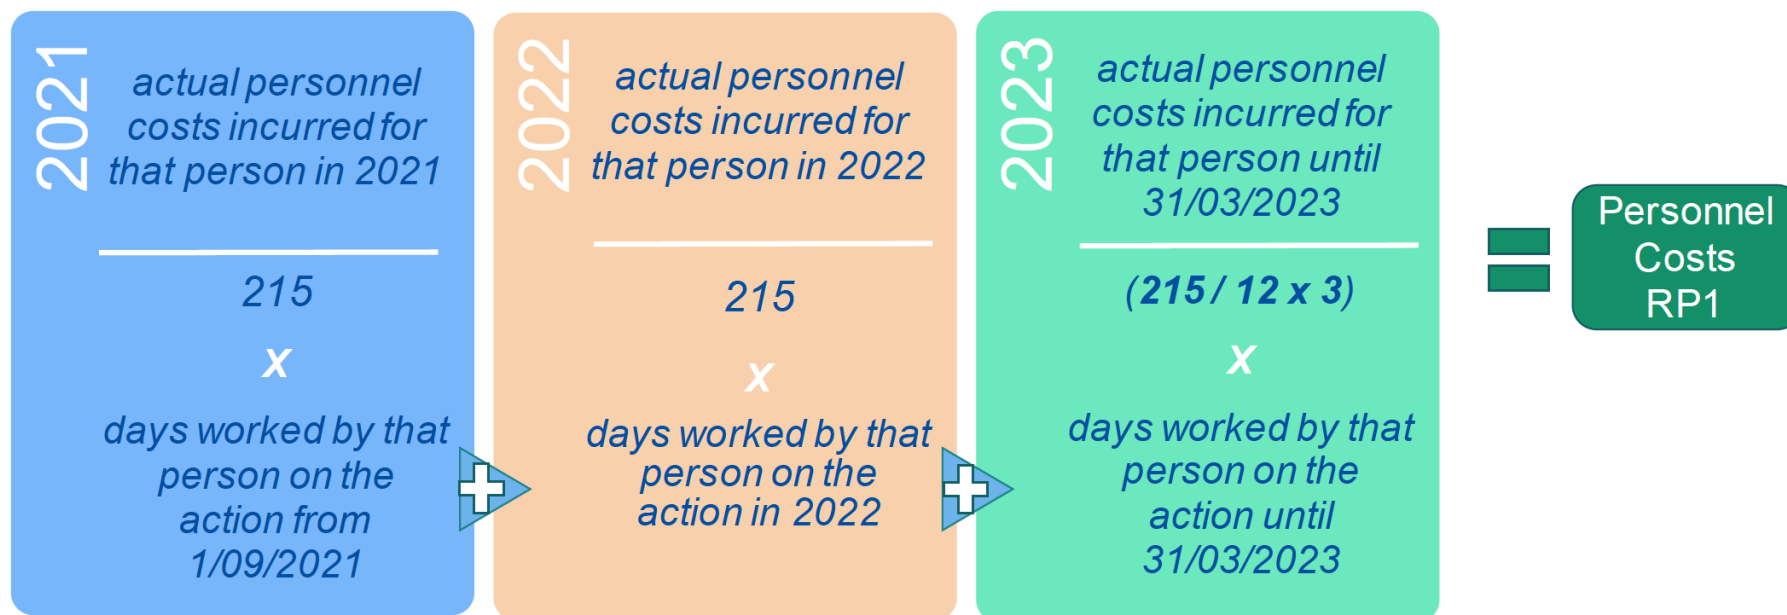 2021
actual personnel
costs incurred for
that person in 2021
215
x
days worked by that
person on the
action from
1/09/2021
2022
actual personnel
costs incurred for
that person in 2022
215
x
days worked by that
person on the
action in 2022
2023
actual personnel
costs incurred for
that person until
31/03/2023
(215 / 12 x 3)
x
days worked by that
person on the
action until
31/03/2023
Personnel
Costs
RP1